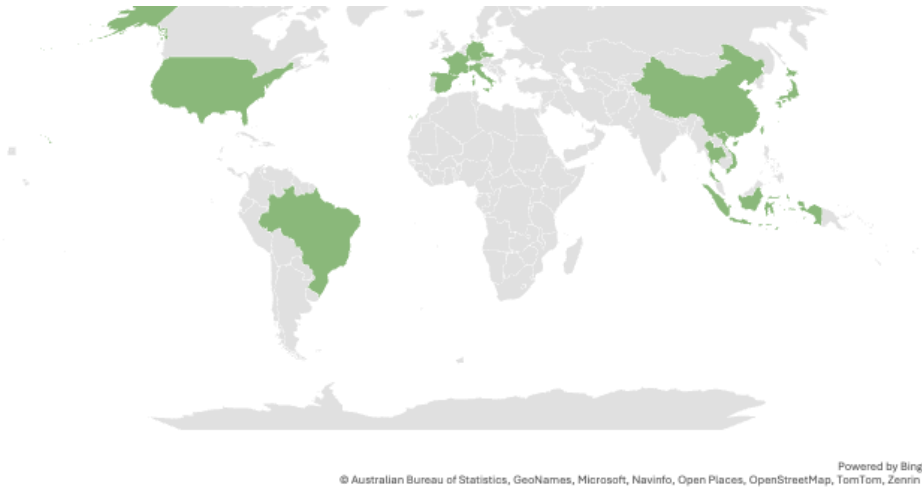 Powered by Bing
© Australian Bureau of Statistics, GeoNames, Microsoft, Navinfo, Open Places, OpenStreetMap, TomTom, Zenrin